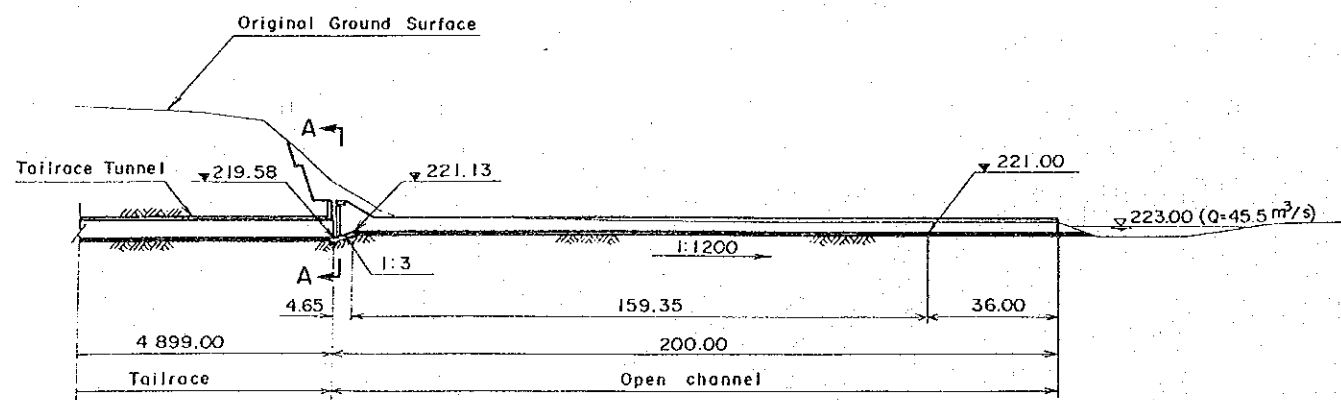 Original Ground Surface
A
Tailrace Tunnel
219.58
221.13
221.00
223.00 (Q=45.5 m³/s)
1:1200
A
1:3
4.65
159.35
36.00
4 899.00
200.00
Tailrace
Open channel